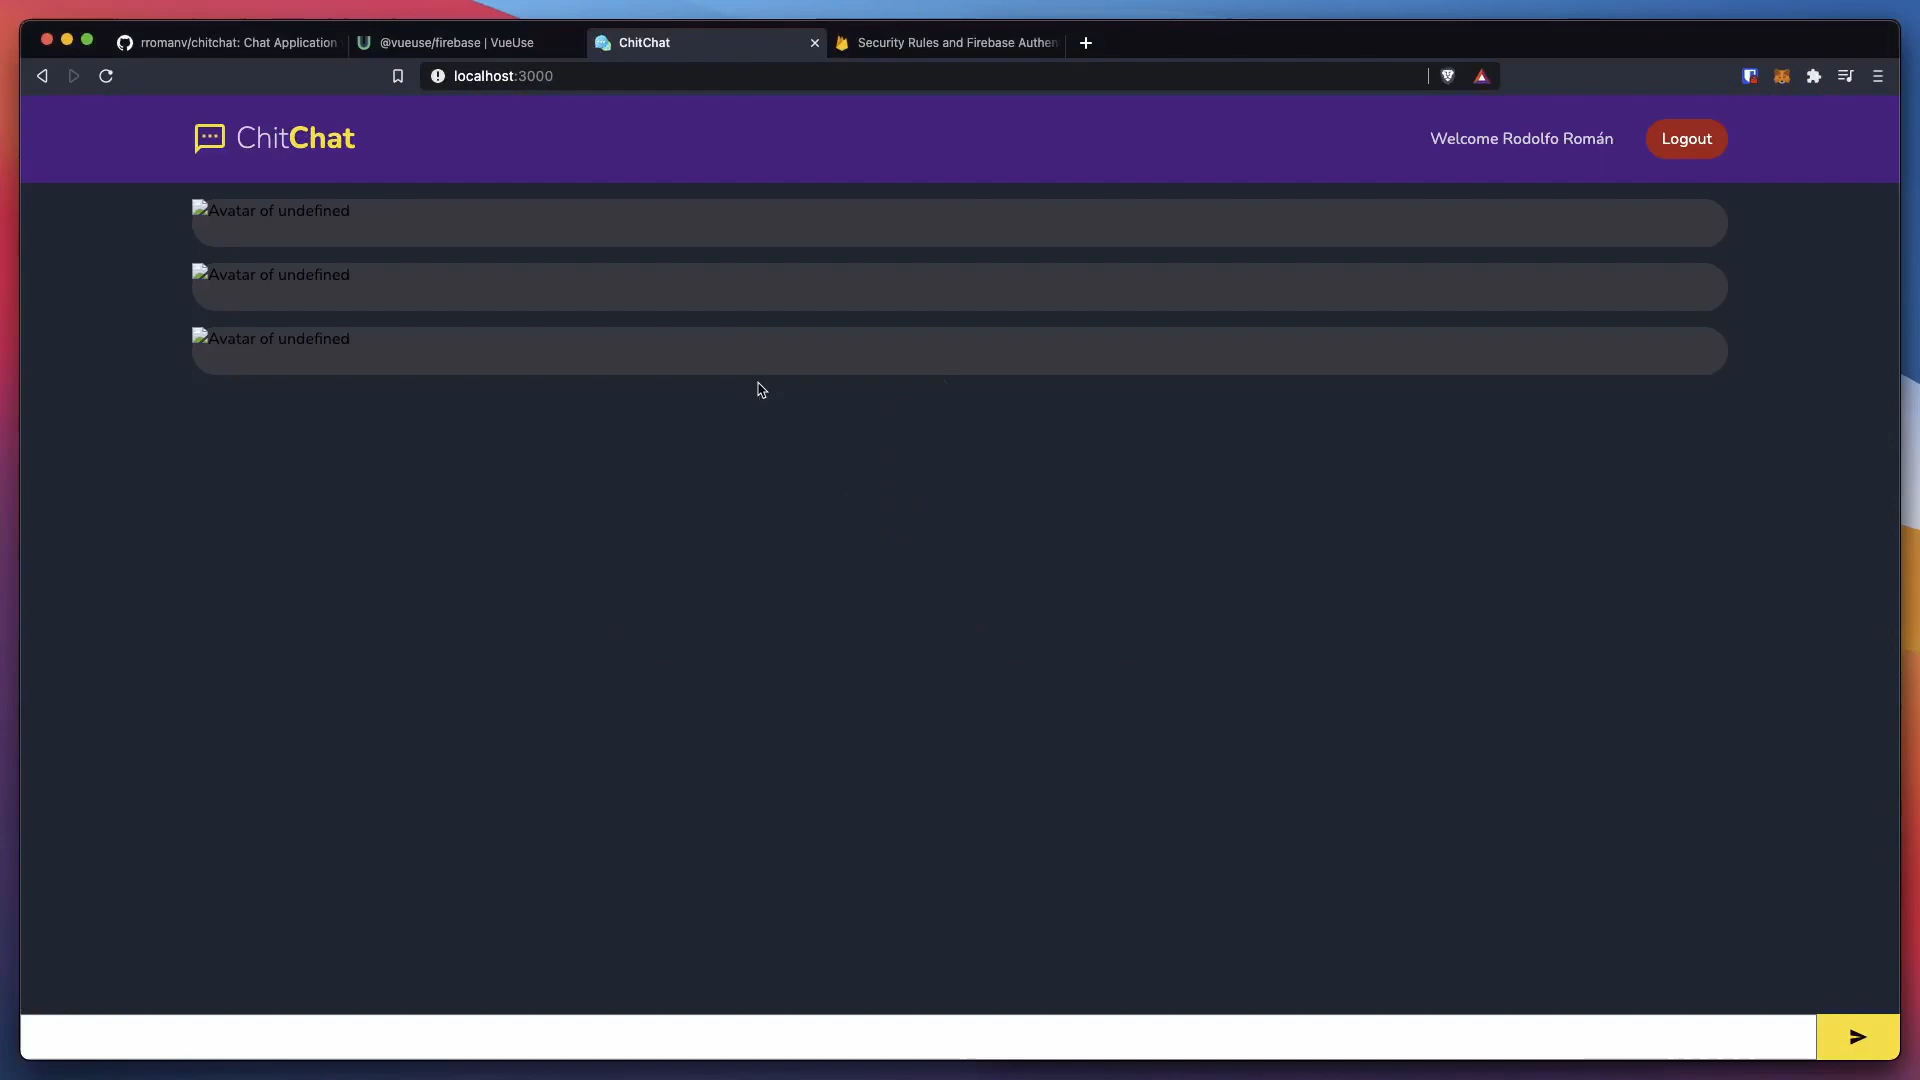 rromanv/chitchat: Chat Application
@vueuse/firebase | VueUse
ChitChat
Security Rules and Firebase Authen
localhost:3000
ChitChat
Welcome Rodolfo Román
Logout
Avatar of undefined
Avatar of undefined
Avatar of undefined